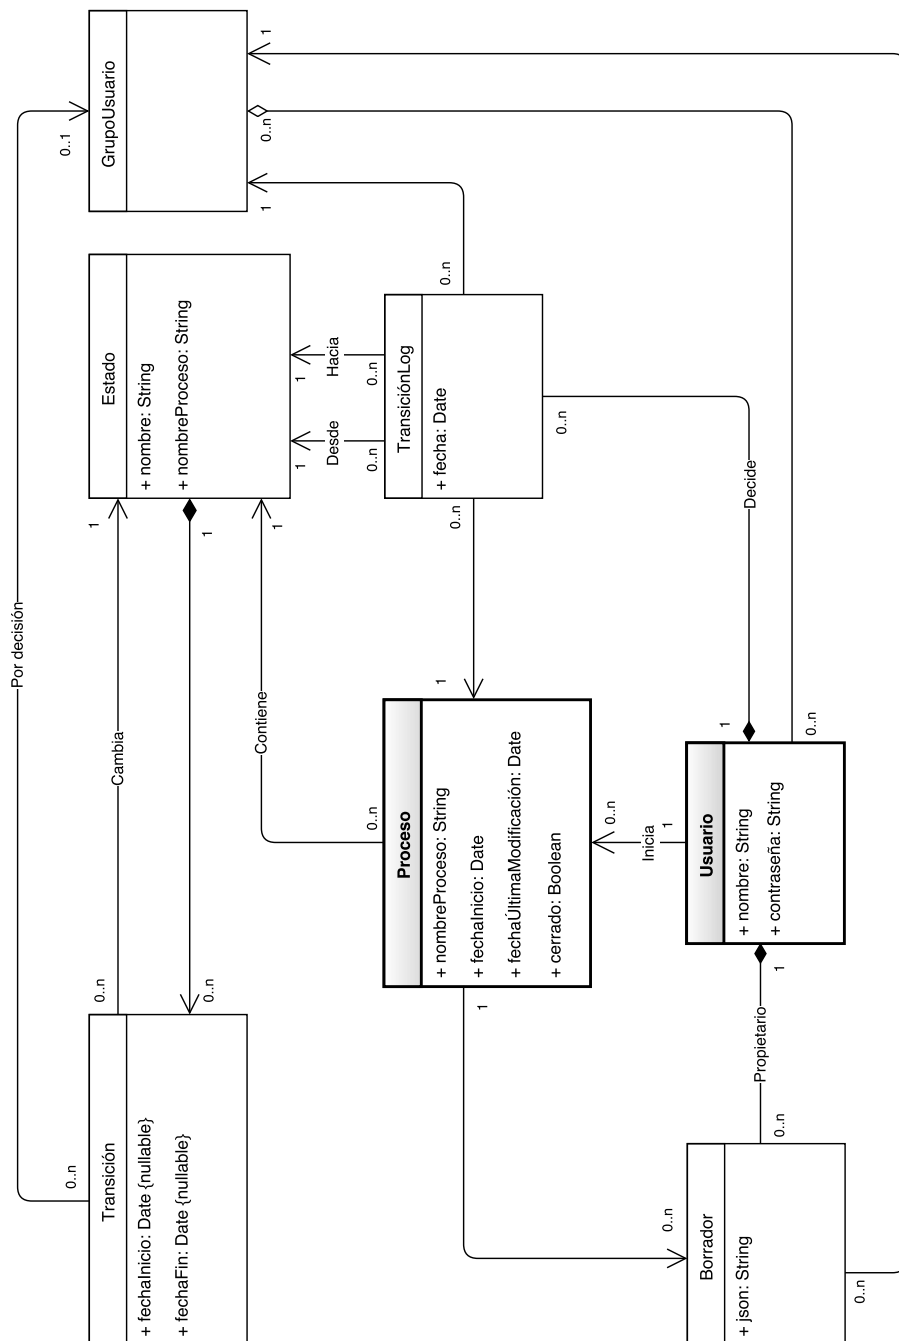 GrupoUsuario
1
0..n
1
0..1
Por decisión
0..n
Estado
+ nombre: String
+ nombreProceso: String
1
1
1
1
Desde
0..n
1
Hacia
0..n
TransiciónLog
+ fecha: Date
0..n
0..n
0..n
Decide
1
0..n
Cambia
0..n
0..n
Contiene
0..n
1
Proceso
+ nombreProceso: String
+ fechaInicio: Date
+ fechaÚltimaModificación: Date
+ cerrado: Boolean
1
0..n
Inicia
1
Usuario
+ nombre: String
+ contraseña: String
1
Propietario
0..n
Transición
+ fechaInicio: Date {nullable}
+ fechaFin: Date {nullable}
0..n
Borrador
+ json: String
0..n